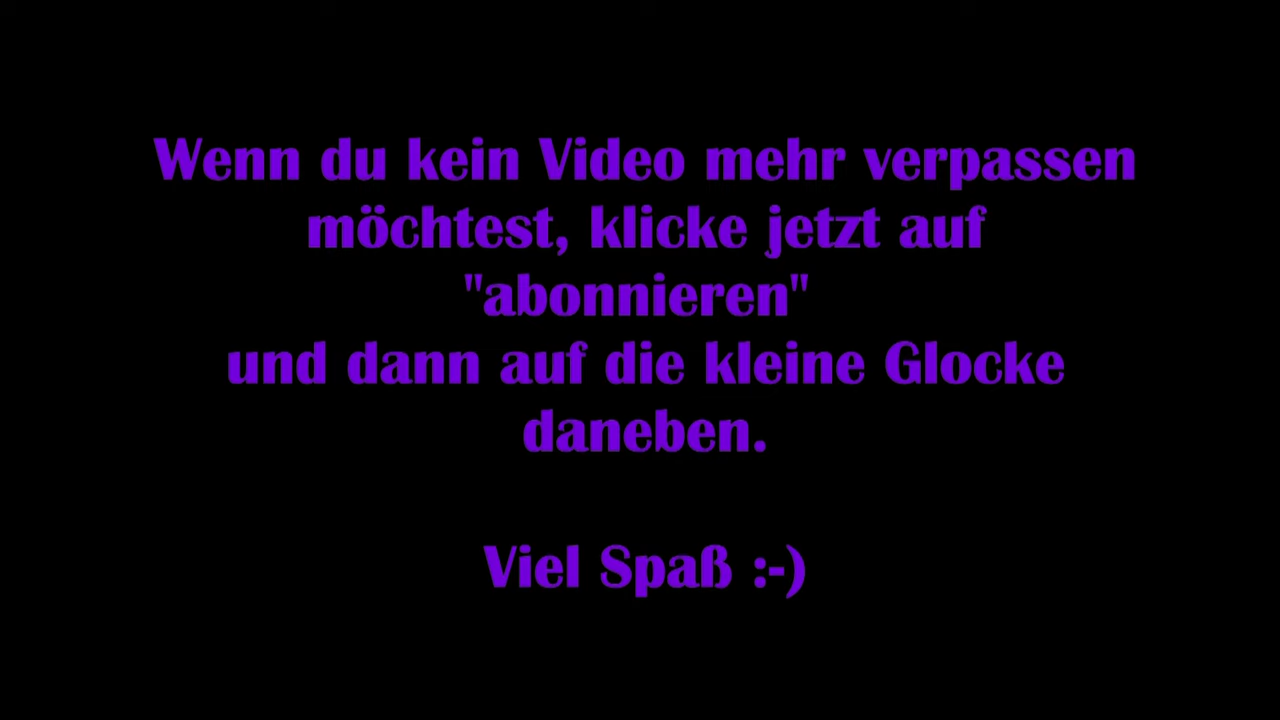 Wenn du kein Video mehr verpassen
möchtest, klicke jetzt auf
"abonnieren"
und dann auf die kleine Glocke
daneben.
Viel Spaß :-)